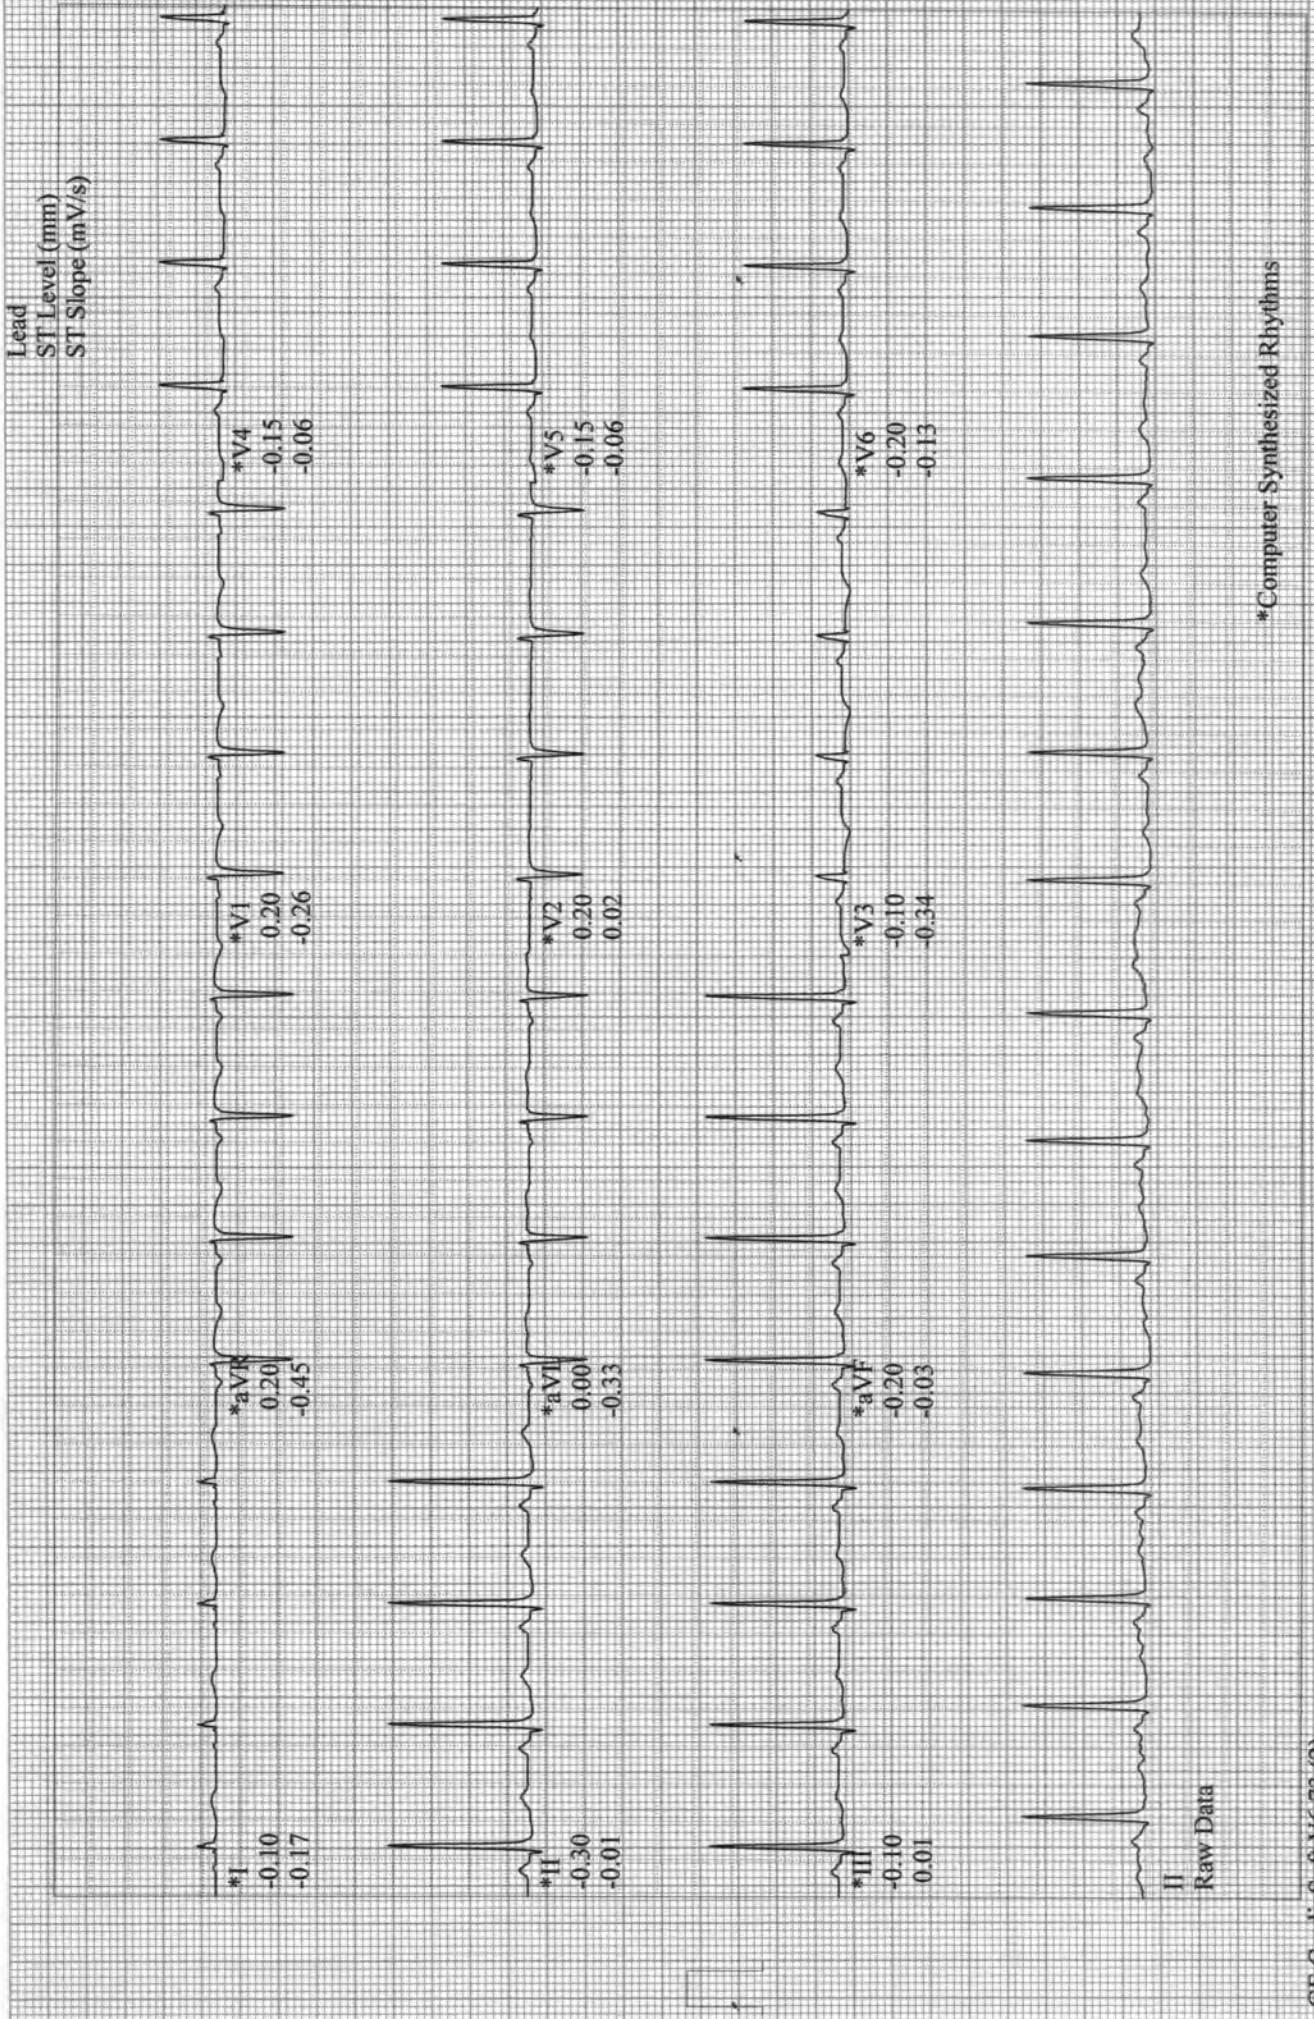 Lead
ST Level (mm)
ST Slope (mV/s)
*I
-0.10
-0.17
*aVR
0.20
-0.45
*V1
0.20
-0.26
*V4
-0.15
-0.06
*II
-0.30
-0.01
*aVL
0.00
-0.33
*V2
0.20
0.02
*V5
-0.15
-0.06
*III
-0.10
0.01
*aVF
-0.20
-0.03
*V3
-0.10
-0.34
*V6
-0.20
-0.13
II
Raw Data
*Computer Synthesized Rhythms